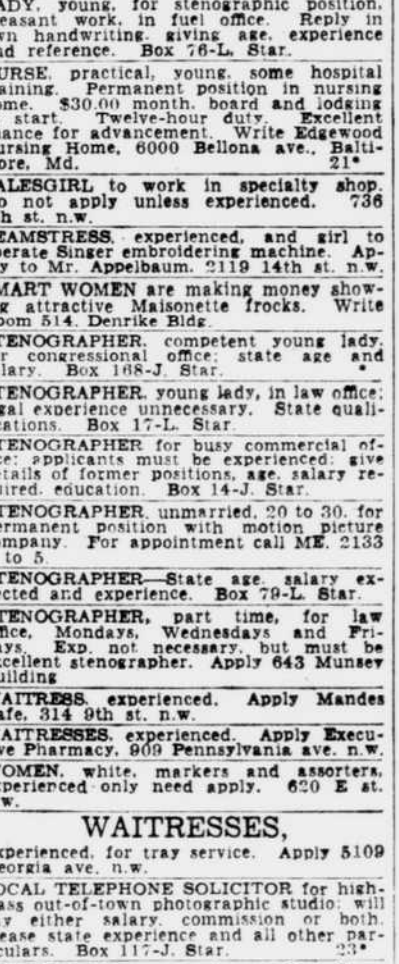 ADY, young, for stenographic position,
easant work, in fuel office. Reply in
wn handwriting. giving age, experience
nd reference. Box 76-L, Star.
URSE, practical, young, some hospital
aining. Permanent position in nursing
ome. $30.00 month, board and lodging
start. Twelve-hour duty. Excellent
ance for advancement. Write Edgewood
ursing Home, 6000 Bellona ave., Balti-
ore, Md. 21*
ALESGIRL to work in specialty shop.
o not apply unless experienced. 736
th st. n.w.
EAMSTRESS, experienced, and girl to
perate Singer embroidering machine. Ap-
ly to Mr. Appelbaum, 2119 14th st. n.w.
MART WOMEN are making money show-
g attractive Maisonette frocks. Write
oom 514, Denrike Bldg.
TENOGRAPHER, competent young lady,
r congressional office; state age and
lary. Box 168-J, Star. *
TENOGRAPHER, young lady, in law office;
gal experience unnecessary. State quali-
cations. Box 17-L, Star.
TENOGRAPHER for busy commercial of-
ce; applicants must be experienced; give
etails of former positions, age, salary re-
uired, education. Box 14-J, Star.
TENOGRAPHER, unmarried, 20 to 30, for
ermanent position with motion picture
ompany. For appointment call ME. 2133
to 5.
TENOGRAPHER—State age, salary ex-
cted and experience. Box 79-L, Star.
TENOGRAPHER, part time, for law
fice, Mondays, Wednesdays and Fri-
ays. Exp. not necessary, but must be
xcellent stenographer. Apply 643 Munsey
uilding
AITRESS, experienced. Apply Mandes
afe, 314 9th st. n.w.
AITRESSES, experienced. Apply Execu-
ve Pharmacy, 909 Pennsylvania ave. n.w.
OMEN, white, markers and assorters,
xperienced only need apply. 620 E st.
w.
WAITRESSES,
xperienced, for tray service. Apply 5109
eorgia ave. n.w.
OCAL TELEPHONE SOLICITOR for high-
ass out-of-town photographic studio; will
y either salary, commission or both.
ease state experience and all other par-
culars. Box 117-J, Star. 23*